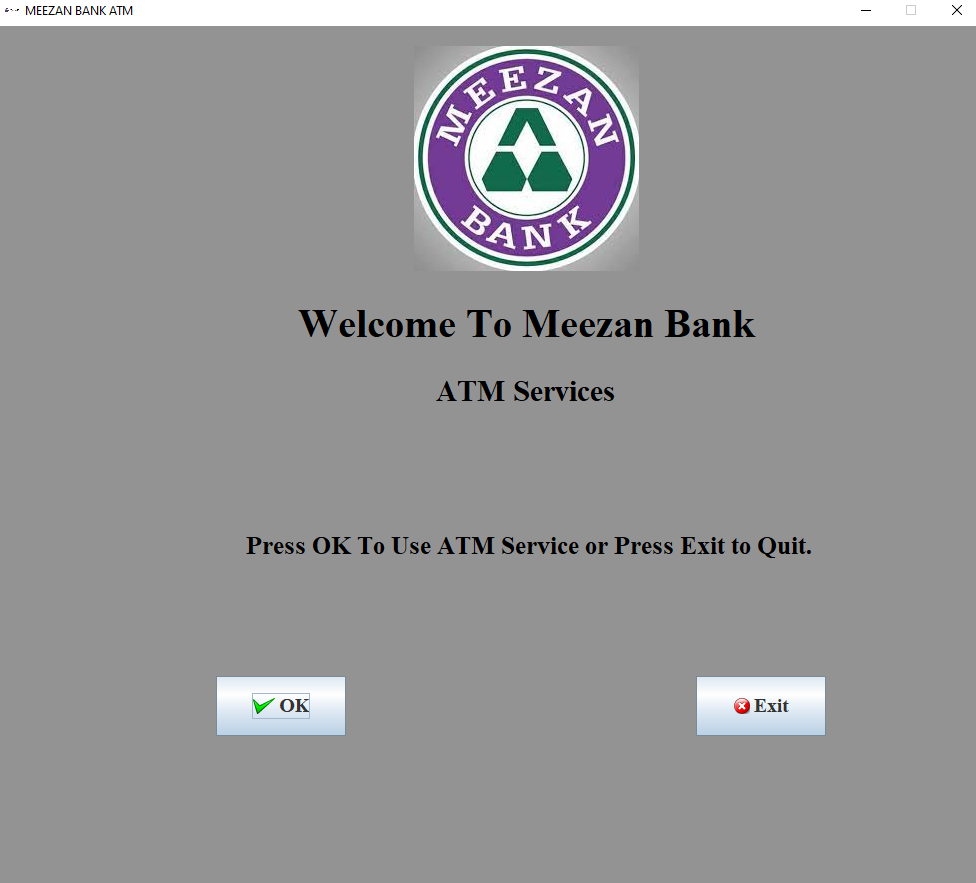 MEEZAN BANK ATM
MEEZAN
BANK
Welcome To Meezan Bank
ATM Services
Press OK To Use ATM Service or Press Exit to Quit.
OK
Exit